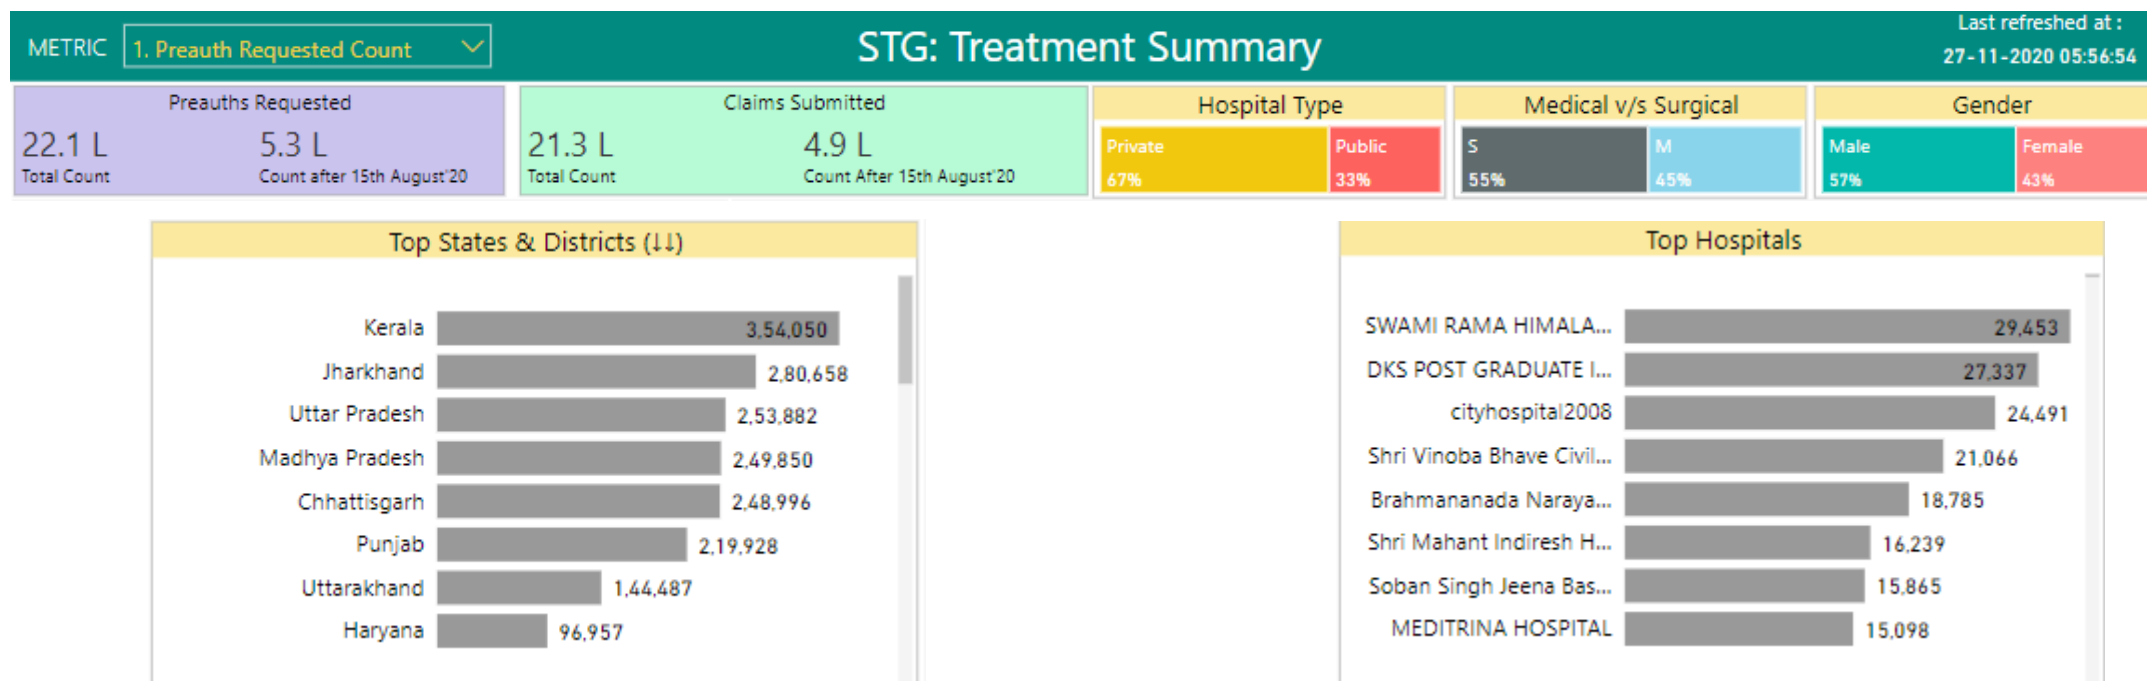 METRIC 1. Preauth Requested Count
STG: Treatment Summary
Last refreshed at :
27-11-2020 05:56:54
Preauths Requested
22.1 L 5.3 L
Total Count Count after 15th August'20
Claims Submitted
21.3 L 4.9 L
Total Count Count After 15th August'20
Hospital Type
Private Public
67% 33%
Medical v/s Surgical
S M
55% 45%
Gender
Male Female
57% 43%
Top States & Districts (↓↓)
Kerala 3,54,050
Jharkhand 2,80,658
Uttar Pradesh 2,53,882
Madhya Pradesh 2,49,850
Chhattisgarh 2,48,996
Punjab 2,19,928
Uttarakhand 1,44,487
Haryana 96,957
Top Hospitals
SWAMI RAMA HIMALA... 29,453
DKS POST GRADUATE I... 27,337
cityhospital2008 24,491
Shri Vinoba Bhave Civil... 21,066
Brahmananada Naraya... 18,785
Shri Mahant Indiresh H... 16,239
Soban Singh Jeena Bas... 15,865
MEDITRINA HOSPITAL 15,098